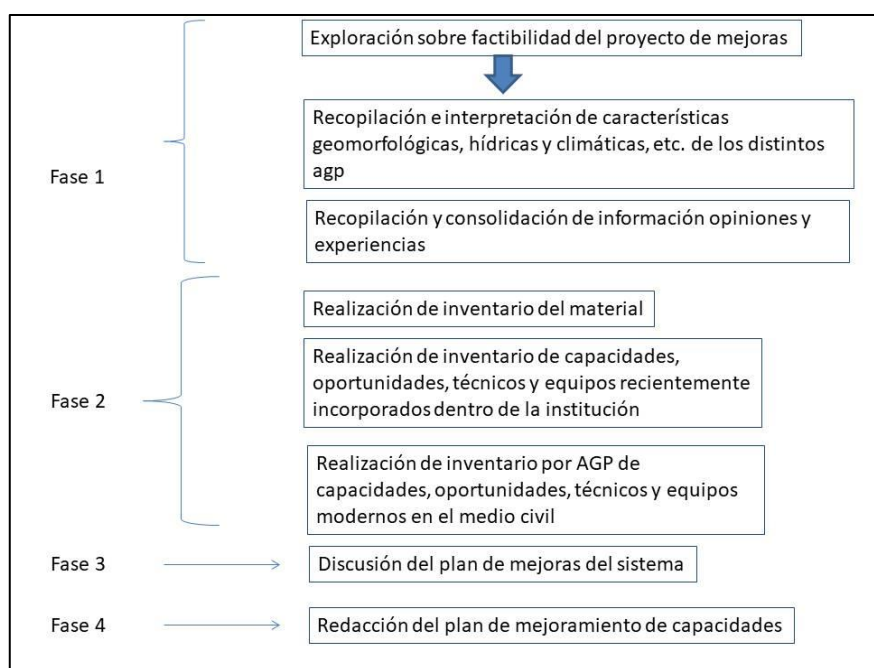 Exploración sobre factibilidad del proyecto de mejoras
Recopilación e interpretación de características
geomorfológicas, hídricas y climáticas, etc. de los distintos
agp
Fase 1
Recopilación y consolidación de información opiniones y
experiencias
Realización de inventario del material
Realización de inventario de capacidades,
oportunidades, técnicos y equipos recientemente
incorporados dentro de la institución
Fase 2
Realización de inventario por AGP de
capacidades, oportunidades, técnicos y equipos
modernos en el medio civil
Fase 3
Discusión del plan de mejoras del sistema
Fase 4
Redacción del plan de mejoramiento de capacidades